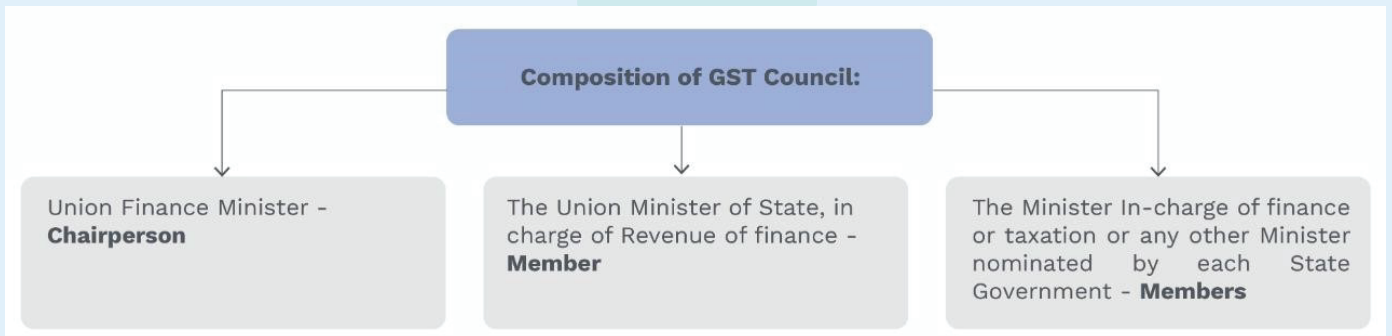 Composition of GST Council:
Union Finance Minister -
Chairperson
The Union Minister of State, in
charge of Revenue of finance -
Member
The Minister In-charge of finance
or taxation or any other Minister
nominated by each State
Government - Members